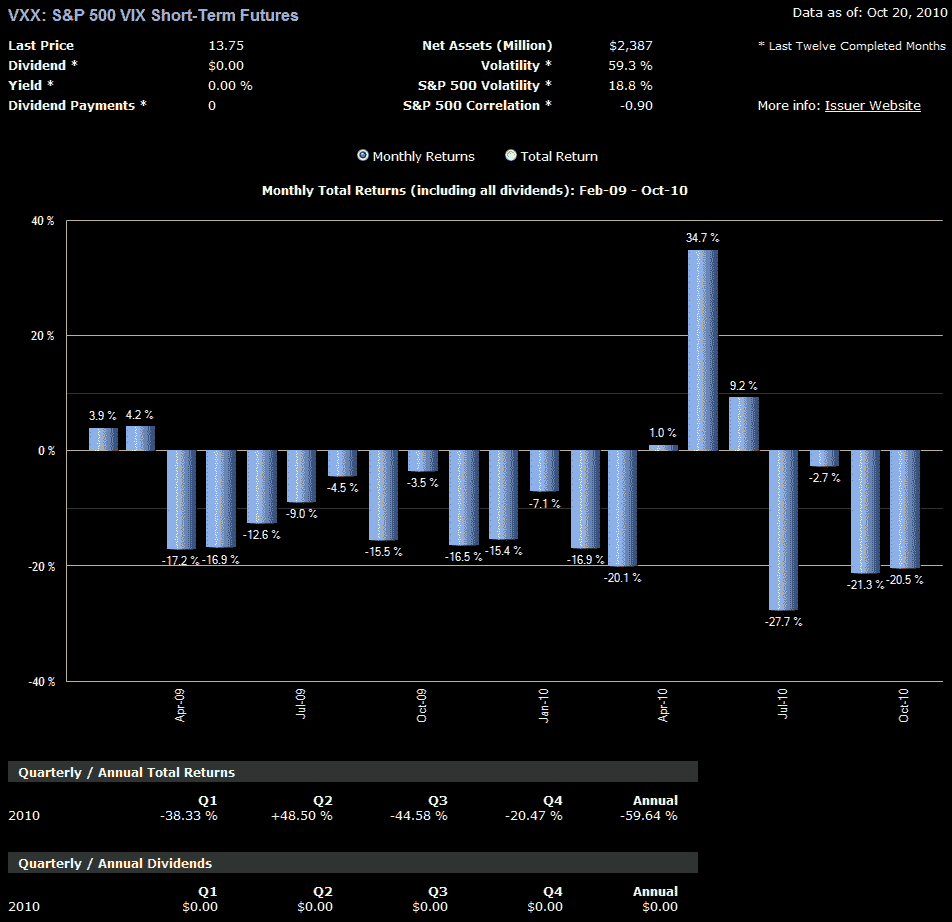 VXX: S&P 500 VIX Short-Term Futures
Data as of: Oct 20, 2010
Last Price 13.75 Net Assets (Million) $2,387 * Last Twelve Completed Months
Dividend * $0.00 Volatility * 59.3 %
Yield * 0.00 % S&P 500 Volatility * 18.8 %
Dividend Payments * 0 S&P 500 Correlation * -0.90 More info: Issuer Website
Monthly Returns Total Return
Monthly Total Returns (including all dividends): Feb-09 - Oct-10
40 %
20 %
0 %
-20 %
-40 %
3.9 %
4.2 %
-17.2 %
-16.9 %
-12.6 %
-9.0 %
-4.5 %
-15.5 %
-3.5 %
-16.5 %
-15.4 %
-7.1 %
-16.9 %
-20.1 %
1.0 %
34.7 %
9.2 %
-27.7 %
-2.7 %
-21.3 %
-20.5 %
Apr-09
Jul-09
Oct-09
Jan-10
Apr-10
Jul-10
Oct-10
Quarterly / Annual Total Returns
Q1 Q2 Q3 Q4 Annual
2010 -38.33 % +48.50 % -44.58 % -20.47 % -59.64 %
Quarterly / Annual Dividends
Q1 Q2 Q3 Q4 Annual
2010 $0.00 $0.00 $0.00 $0.00 $0.00